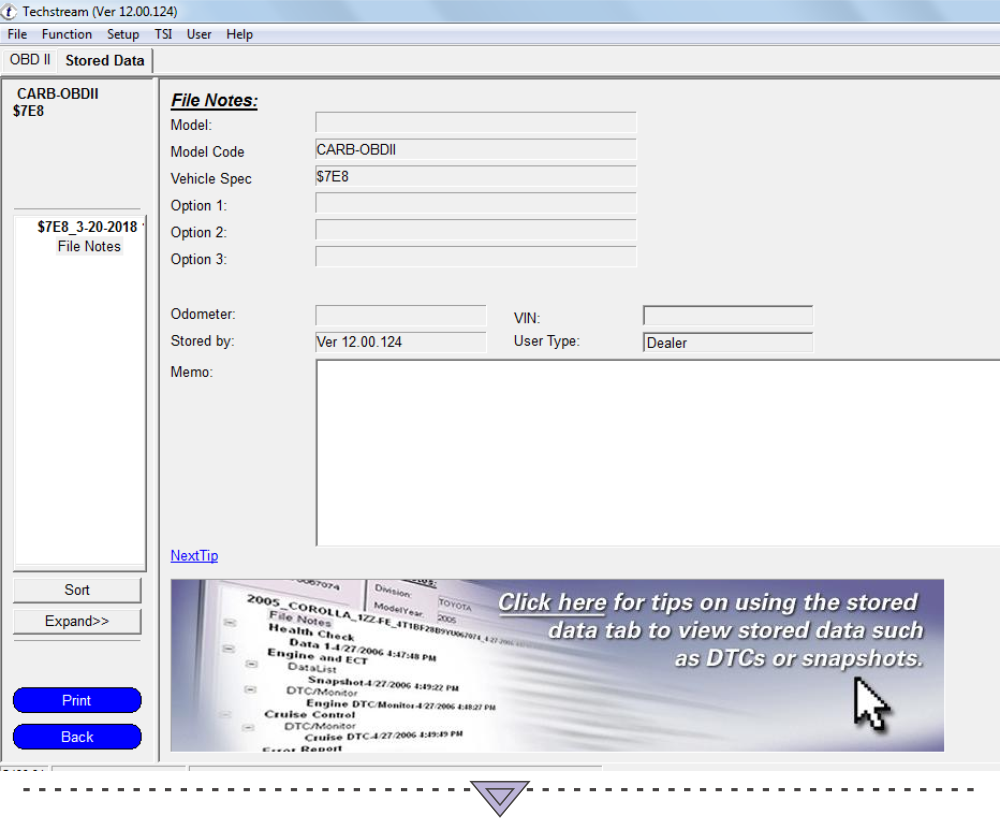 Techstream (Ver 12.00.124)
File Function Setup TSI User Help
OBD II Stored Data
CARB-OBDII
$7E8
$7E8_3-20-2018
File Notes
Sort
Expand>>
Print
Back
File Notes:
Model:
Model Code CARB-OBDII
Vehicle Spec $7E8
Option 1:
Option 2:
Option 3:
Odometer: VIN:
Stored by: Ver 12.00.124 User Type: Dealer
Memo:
NextTip
Division: TOYOTA
ModelYear: 2005
2005_COROLLA_1ZZ-FE_4T1BF28B9YU067074_4-27-2006
File Notes
Health Check
Data 1-4/27/2006 4:47:48 PM
Engine and ECT
DataList
Snapshot-4/27/2006 4:49:22 PM
DTC/Monitor
Engine DTC/Monitor-4/27/2006 4:48:27 PM
Cruise Control
DTC/Monitor
Cruise DTC-4/27/2006 4:49:49 PM
Error Report
Click here for tips on using the stored
data tab to view stored data such
as DTCs or snapshots.